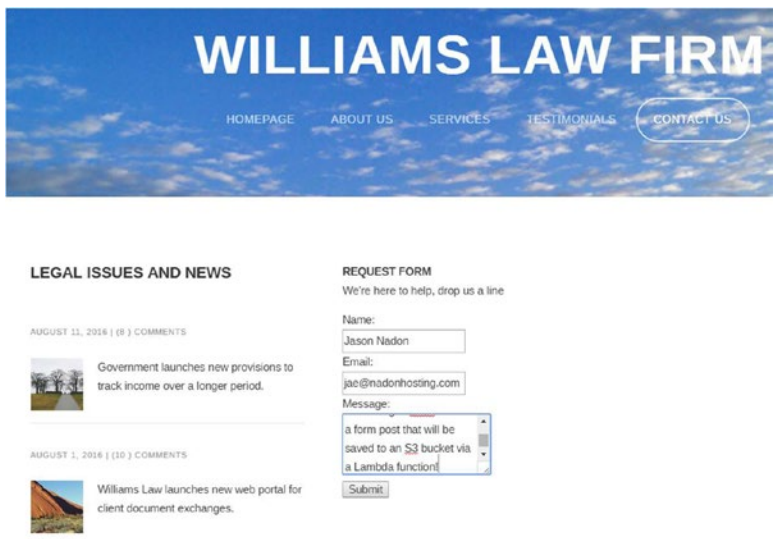 WILLIAMS LAW FIRM
HOMEPAGE ABOUT US SERVICES TESTIMONIALS CONTACT US
LEGAL ISSUES AND NEWS
AUGUST 11, 2016 | (8 ) COMMENTS
Government launches new provisions to
track income over a longer period.
AUGUST 1, 2016 | (10 ) COMMENTS
Williams Law launches new web portal for
client document exchanges.
REQUEST FORM
We're here to help, drop us a line
Name:
Jason Nadon
Email:
jae@nadonhosting.com
Message:
a form post that will be
saved to an S3 bucket via
a Lambda function!
Submit